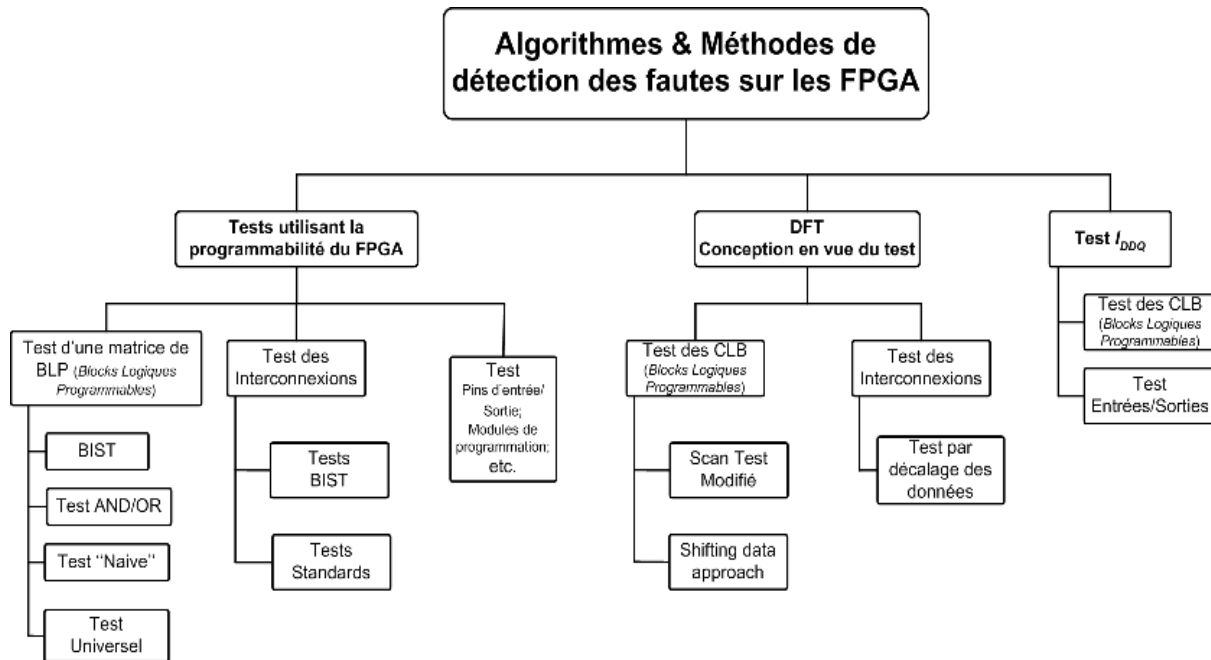 Algorithmes & Méthodes de
détection des fautes sur les FPGA
Tests utilisant la
programmabilité du FPGA
DFT
Conception en vue du test
Test IDDQ
Test d'une matrice de
BLP (Blocks Logiques
Programmables)
BIST
Test AND/OR
Test "Naive"
Test
Universel
Test des
Interconnexions
Tests
BIST
Tests
Standards
Test
Pins d'entrée/
Sortie;
Modules de
programmation;
etc.
Test des CLB
(Blocks Logiques
Programmables)
Scan Test
Modifié
Shifting data
approach
Test des
Interconnexions
Test par
décalage des
données
Test des CLB
(Blocks Logiques
Programmables)
Test
Entrées/Sorties